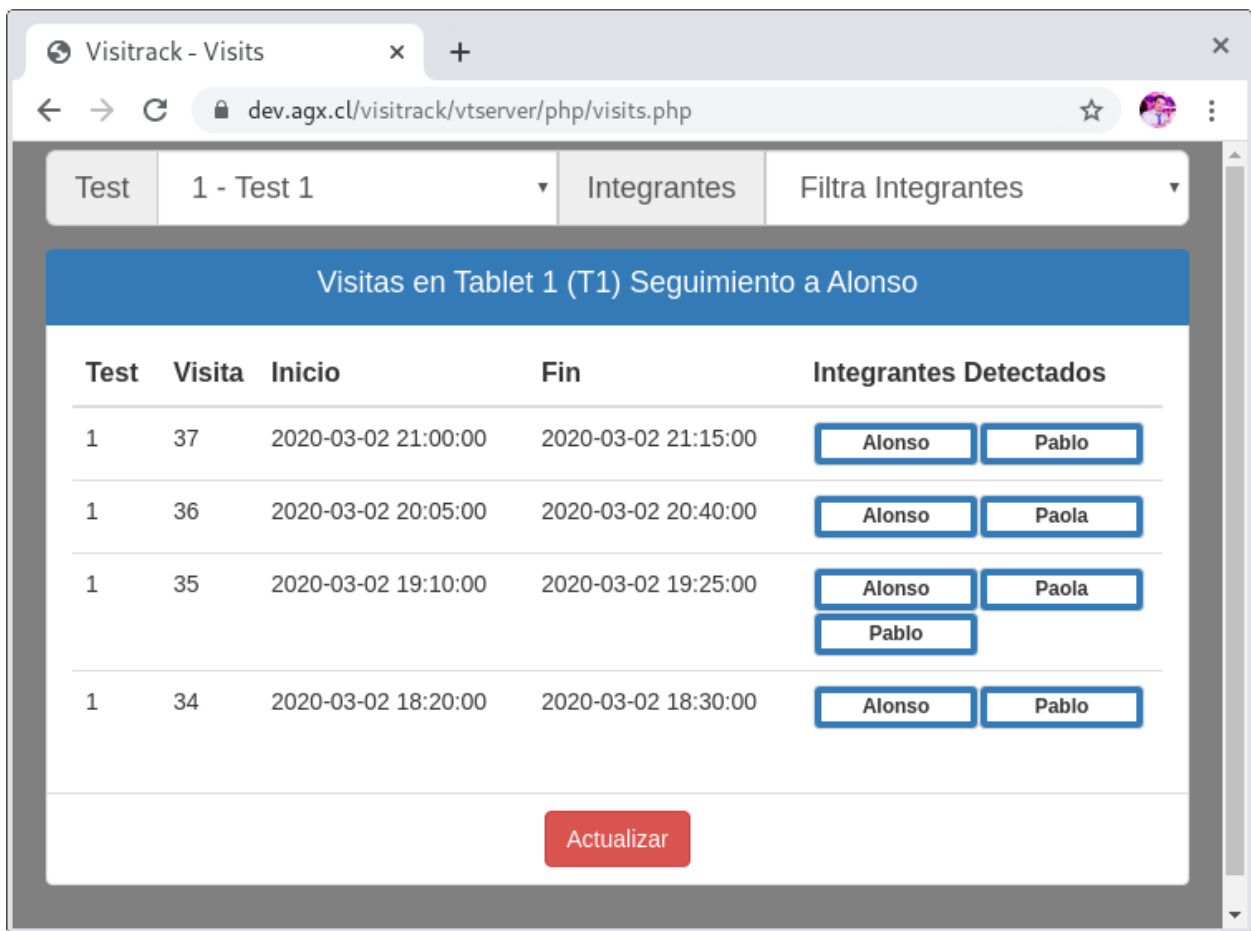 Visitrack - Visits
dev.agx.cl/visitrack/vtserver/php/visits.php
Test 1 - Test 1 Integrantes Filtra Integrantes
Visitas en Tablet 1 (T1) Seguimiento a Alonso
Test Visita Inicio Fin Integrantes Detectados
1 37 2020-03-02 21:00:00 2020-03-02 21:15:00 Alonso Pablo
1 36 2020-03-02 20:05:00 2020-03-02 20:40:00 Alonso Paola
1 35 2020-03-02 19:10:00 2020-03-02 19:25:00 Alonso Paola
Pablo
1 34 2020-03-02 18:20:00 2020-03-02 18:30:00 Alonso Pablo
Actualizar